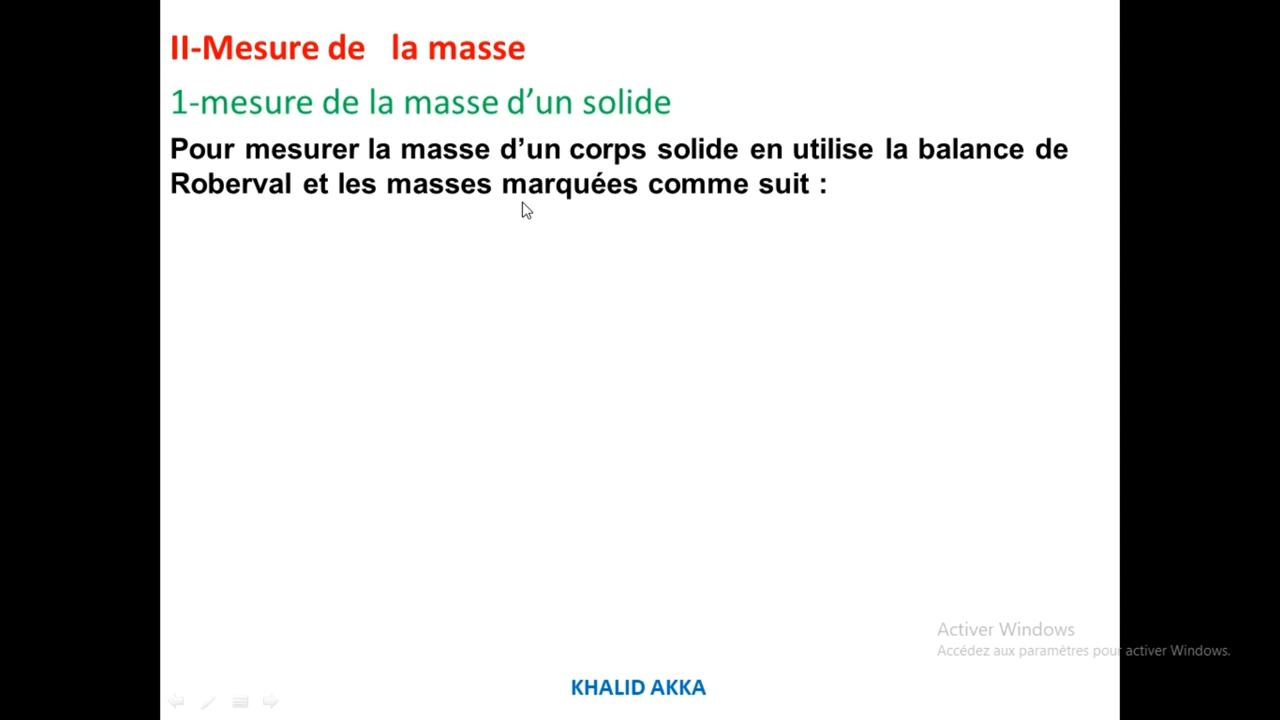 II-Mesure de la masse
1-mesure de la masse d’un solide
Pour mesurer la masse d’un corps solide en utilise la balance de
Roberval et les masses marquées comme suit :
Activer Windows
Accédez aux paramètres pour activer Windows.
KHALID AKKA